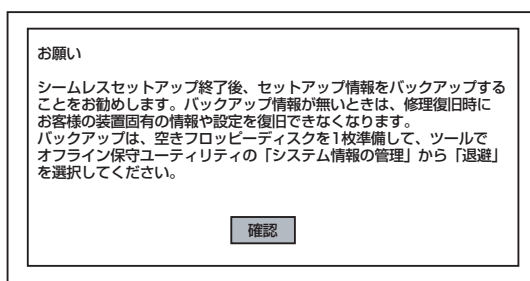 お願い
シームレスセットアップ終了後、セットアップ情報をバックアップする
ことをお勧めします。バックアップ情報が無いときは、修理復旧時に
お客様の装置固有の情報や設定を復旧できなくなります。
バックアップは、空きフロッピーディスクを1枚準備して、ツールで
オフライン保守ユーティリティの「システム情報の管理」から「退避」
を選択してください。
確認